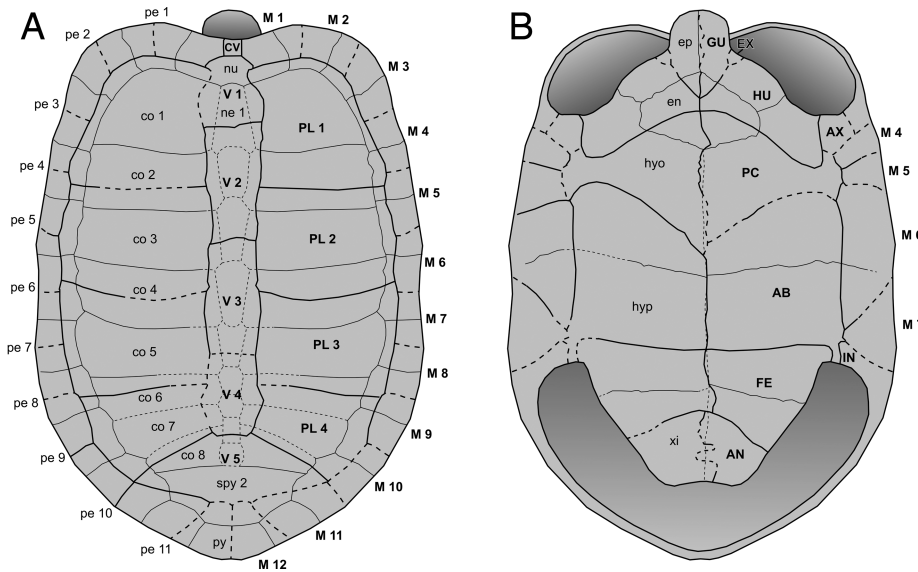 A
pe 1
pe 2
pe 3
pe 4
pe 5
pe 6
pe 7
pe 8
pe 9
pe 10
pe 11
co 1
co 2
co 3
co 4
co 5
co 6
co 7
co 8
CV
nu
V 1
ne 1
V 2
V 3
V 4
V 5
spy 2
py
PL 1
PL 2
PL 3
PL 4
M 1
M 2
M 3
M 4
M 5
M 6
M 7
M 8
M 9
M 10
M 11
M 12
B
ep
GU
EX
en
HU
AX
M 4
hyo
PC
M 5
M 6
hyp
AB
M 7
IN
FE
xi
AN